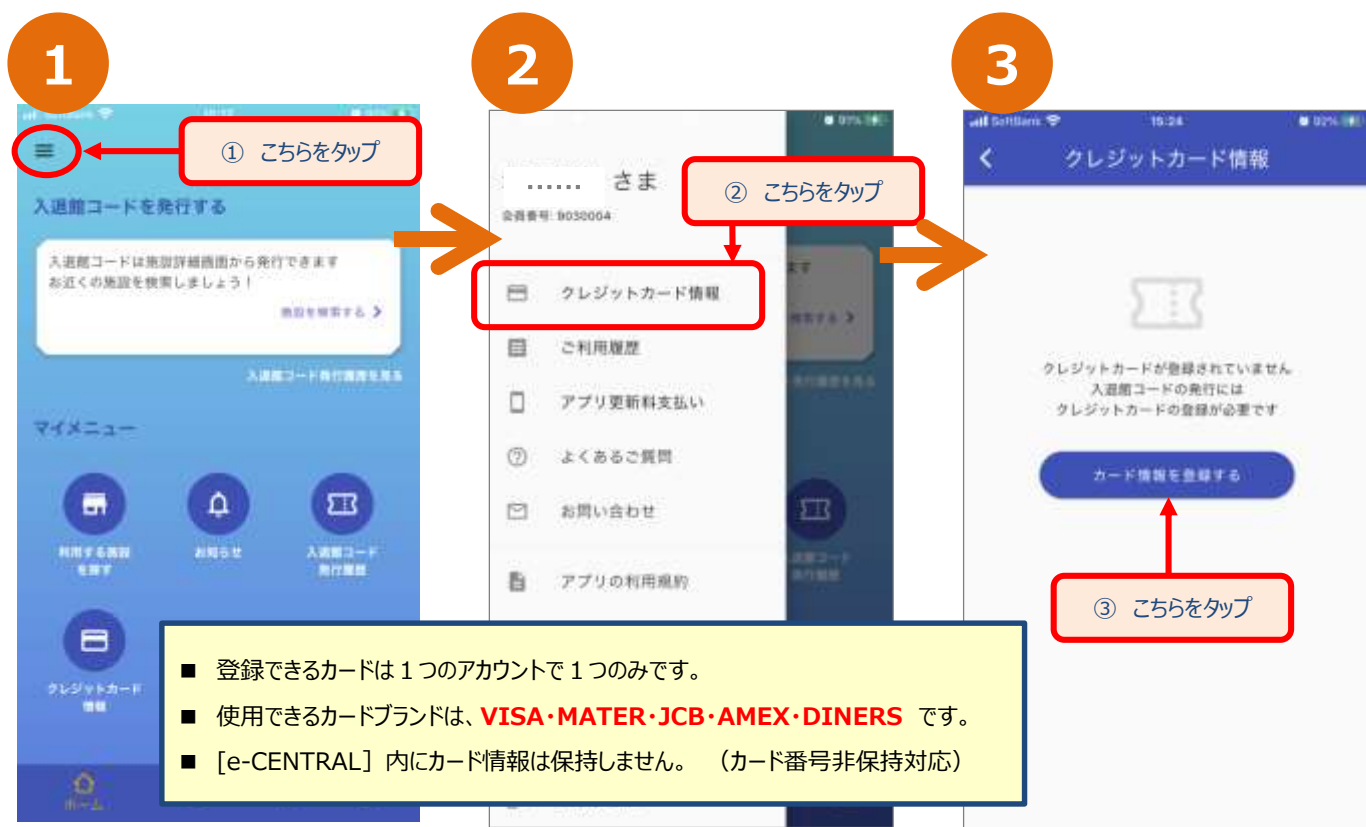 1
① こちらをタップ
入退館コードを発行する
入退館コードは施設詳細画面から発行できます
お近くの施設を検索しましょう！
施設を検索する
入退館コード発行履歴を見る
マイメニュー
利用する施設
を探す
お知らせ
入退館コード
発行履歴
クレジットカード
情報
ホーム
2
97%
...... さま
会員番号: 9030064
② こちらをタップ
クレジットカード情報
ご利用履歴
アプリ更新料支払い
よくあるご質問
お問い合わせ
アプリの利用規約
3
SoftBank 15:24 92%
クレジットカード情報
クレジットカードが登録されていません
入退館コードの発行には
クレジットカードの登録が必要です
カード情報を登録する
③ こちらをタップ
■ 登録できるカードは１つのアカウントで１つのみです。
■ 使用できるカードブランドは、VISA・MATER・JCB・AMEX・DINERS です。
■ [e-CENTRAL］内にカード情報は保持しません。 （カード番号非保持対応）